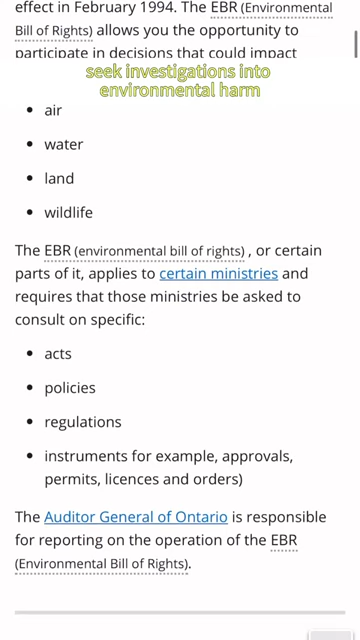 effect in February 1994. The EBR (Environmental
Bill of Rights) allows you the opportunity to
participate in decisions that could impact
seek investigations into
environmental harm
• air
• water
• land
• wildlife
The EBR (environmental bill of rights) , or certain
parts of it, applies to certain ministries and
requires that those ministries be asked to
consult on specific:
• acts
• policies
• regulations
• instruments for example, approvals,
permits, licences and orders)
The Auditor General of Ontario is responsible
for reporting on the operation of the EBR
(Environmental Bill of Rights).